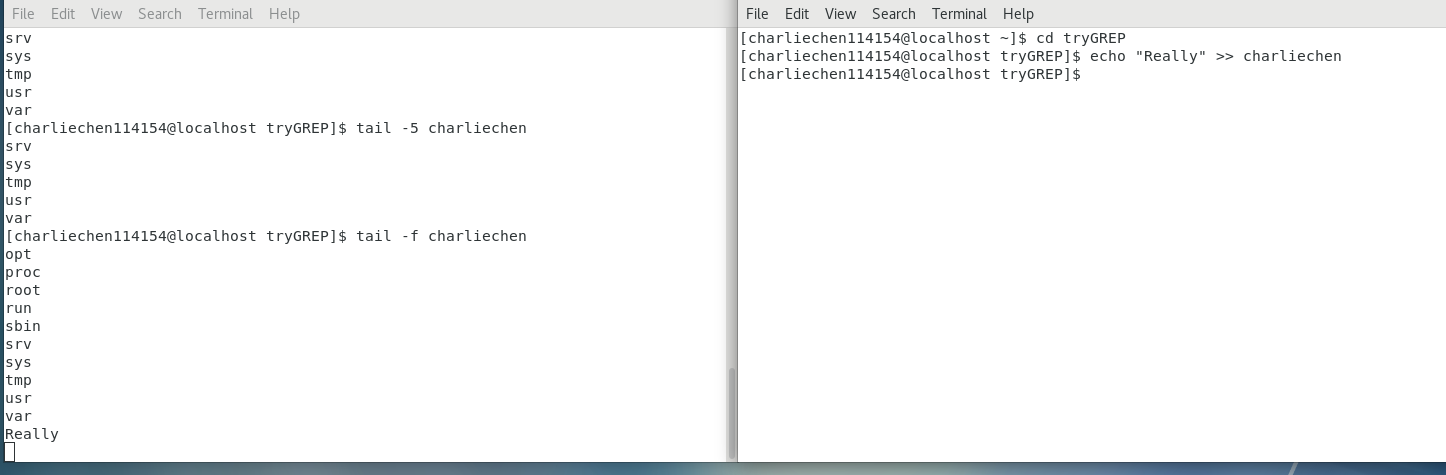 File Edit View Search Terminal Help
srv
sys
tmp
usr
var
[charliechen114154@localhost tryGREP]$ tail -5 charliechen
srv
sys
tmp
usr
var
[charliechen114154@localhost tryGREP]$ tail -f charliechen
opt
proc
root
run
sbin
srv
sys
tmp
usr
var
Really
File Edit View Search Terminal Help
[charliechen114154@localhost ~]$ cd tryGREP
[charliechen114154@localhost tryGREP]$ echo "Really" >> charliechen
[charliechen114154@localhost tryGREP]$